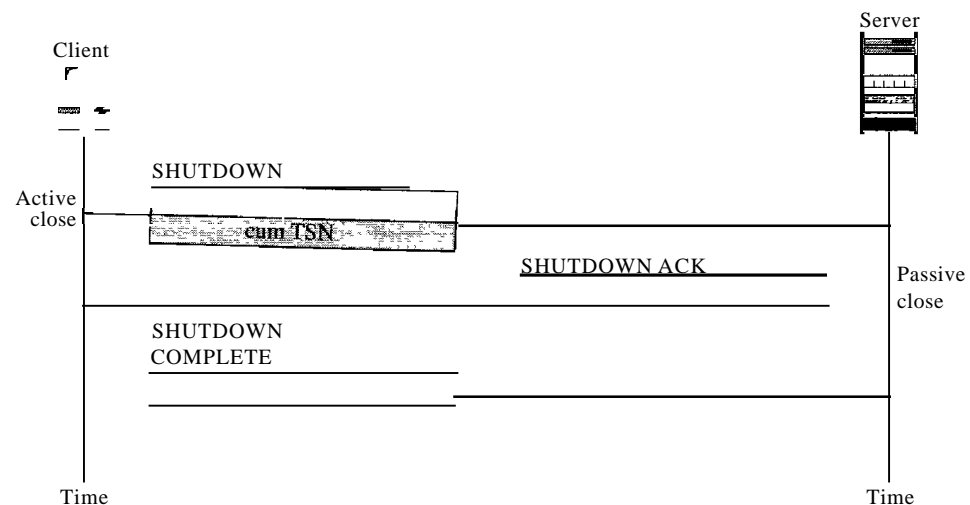 Server
Client
SHUTDOWN
Active
close
cum TSN
SHUTDOWN ACK
Passive
close
SHUTDOWN
COMPLETE
Time
Time